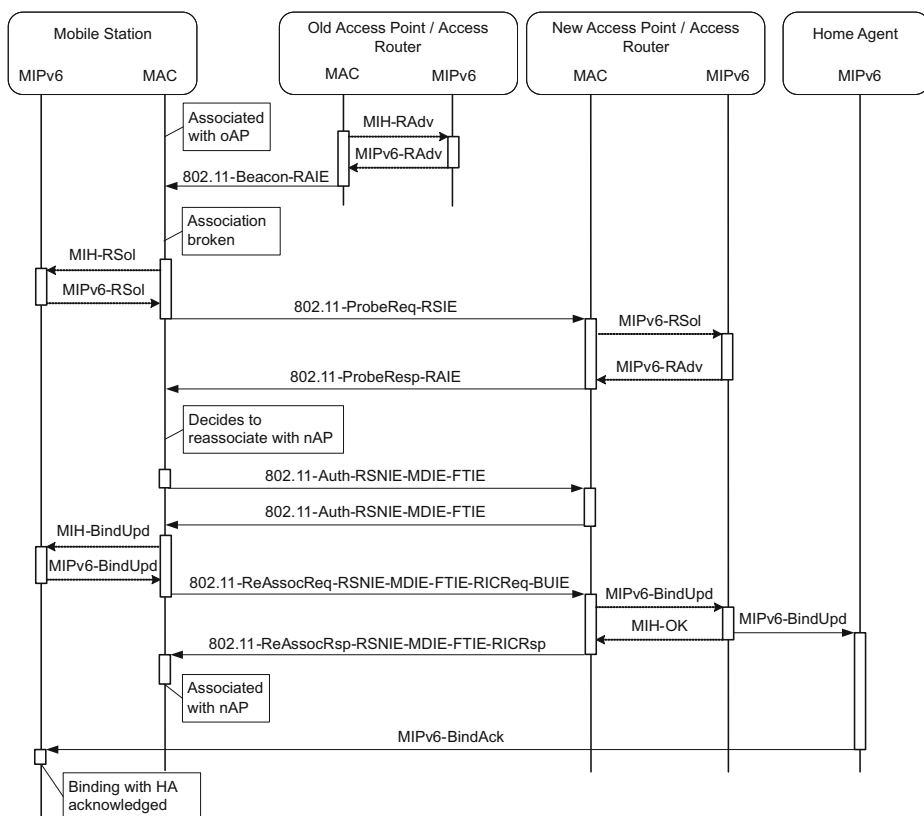 Mobile Station
Old Access Point / Access
Router
New Access Point / Access
Router
Home Agent
MIPv6
MAC
MAC
MIPv6
MAC
MIPv6
MIPv6
Associated
with oAP
MIH-RAdv
MIPv6-RAdv
802.11-Beacon-RAIE
Association
broken
MIH-RSol
MIPv6-RSol
802.11-ProbeReq-RSIE
MIPv6-RSol
MIPv6-RAdv
802.11-ProbeResp-RAIE
Decides to
reassociate with nAP
802.11-Auth-RSNIE-MDIE-FTIE
802.11-Auth-RSNIE-MDIE-FTIE
MIH-BindUpd
MIPv6-BindUpd
802.11-ReAssocReq-RSNIE-MDIE-FTIE-RICReq-BUIE
MIPv6-BindUpd
MIH-OK
MIPv6-BindUpd
802.11-ReAssocRsp-RSNIE-MDIE-FTIE-RICRsp
Associated
with nAP
MIPv6-BindAck
Binding with HA
acknowledged